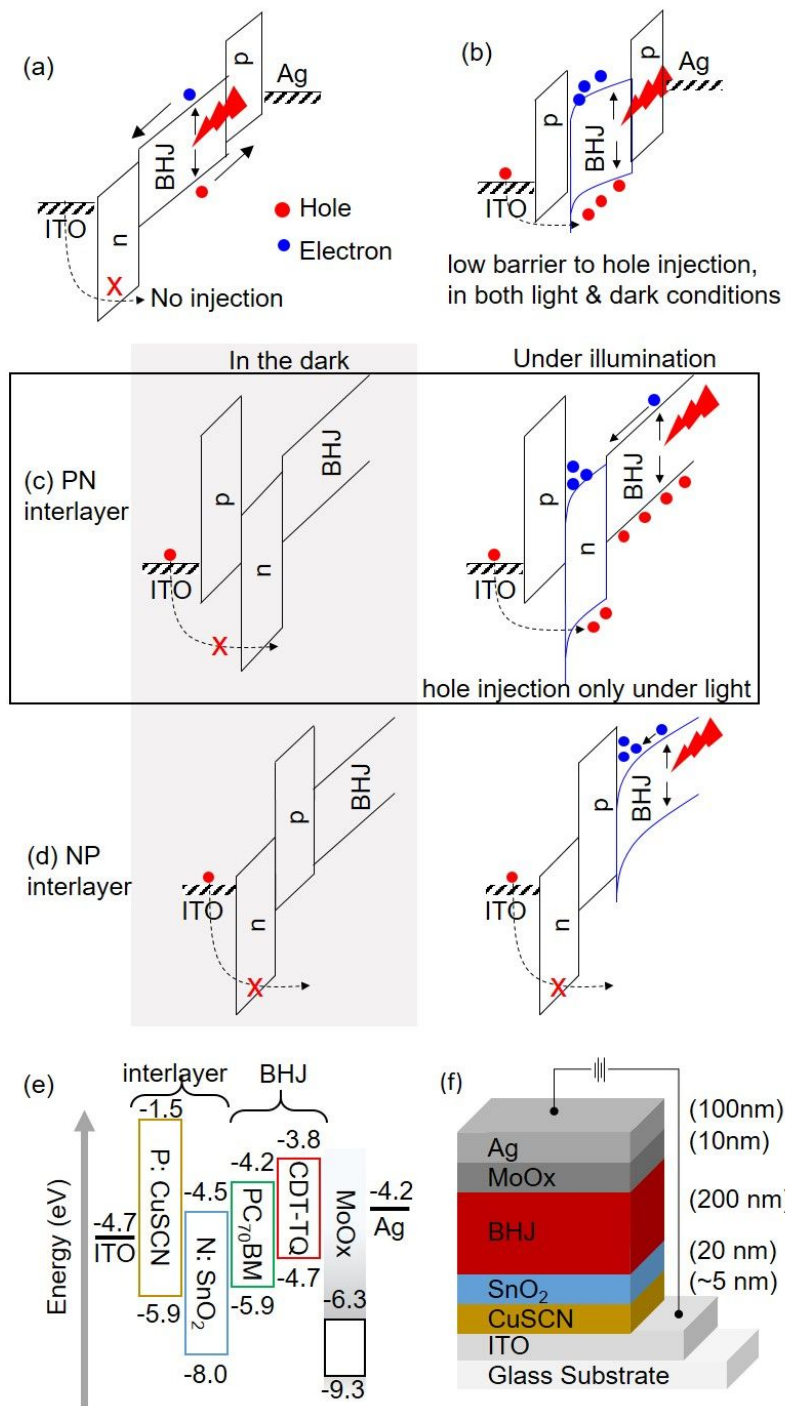 (a)
p
Ag
BHJ
ITO
n
X
No injection
Hole
Electron
(b)
p
Ag
p
BHJ
ITO
low barrier to hole injection,
in both light & dark conditions
In the dark
Under illumination
(c) PN
interlayer
p
BHJ
n
ITO
X
p
BHJ
n
ITO
hole injection only under light
(d) NP
interlayer
p
BHJ
ITO
n
X
p
BHJ
ITO
n
X
(e)
interlayer
BHJ
Energy (eV)
-1.5
-3.8
-4.2
-4.5
-4.2
Ag
-4.7
ITO
P: CuSCN
N: SnO₂
PC₇₀BM
CDT-TQ
MoOx
-4.7
-5.9
-5.9
-6.3
-8.0
-9.3
(f)
Ag
(100nm)
MoOx
(10nm)
BHJ
(200 nm)
SnO₂
(20 nm)
CuSCN
(~5 nm)
ITO
Glass Substrate